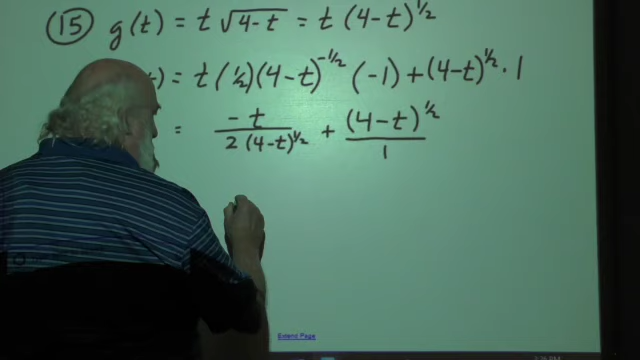 (15) g(t) = t √4-t = t (4-t)^1/2
t) = t (1/2)(4-t)^-1/2 (-1) + (4-t)^1/2 · 1
= -t / 2 (4-t)^1/2 + (4-t)^1/2 / 1
Extend Page